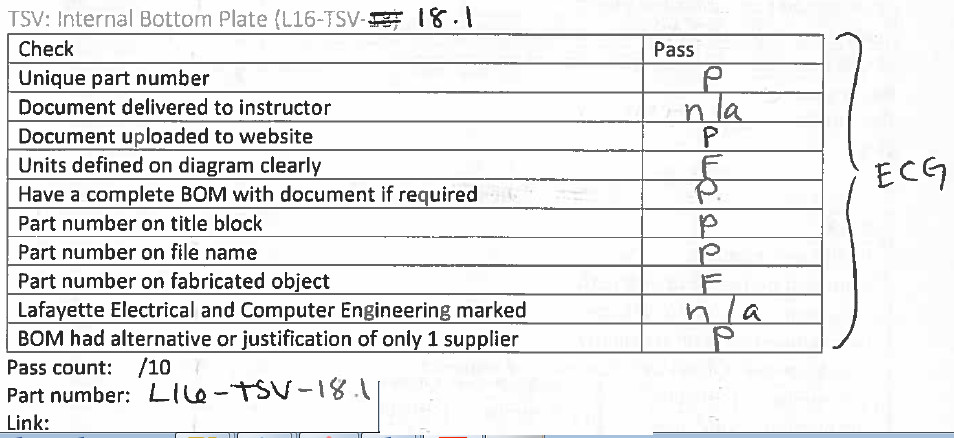 TSV: Internal Bottom Plate (L16-TSV- 18.1
Check Pass
Unique part number P
Document delivered to instructor n/a
Document uploaded to website P
Units defined on diagram clearly F
Have a complete BOM with document if required P
Part number on title block P
Part number on file name P
Part number on fabricated object F
Lafayette Electrical and Computer Engineering marked n/a
BOM had alternative or justification of only 1 supplier P
ECG
Pass count: /10
Part number: L16-TSV-18.1
Link: